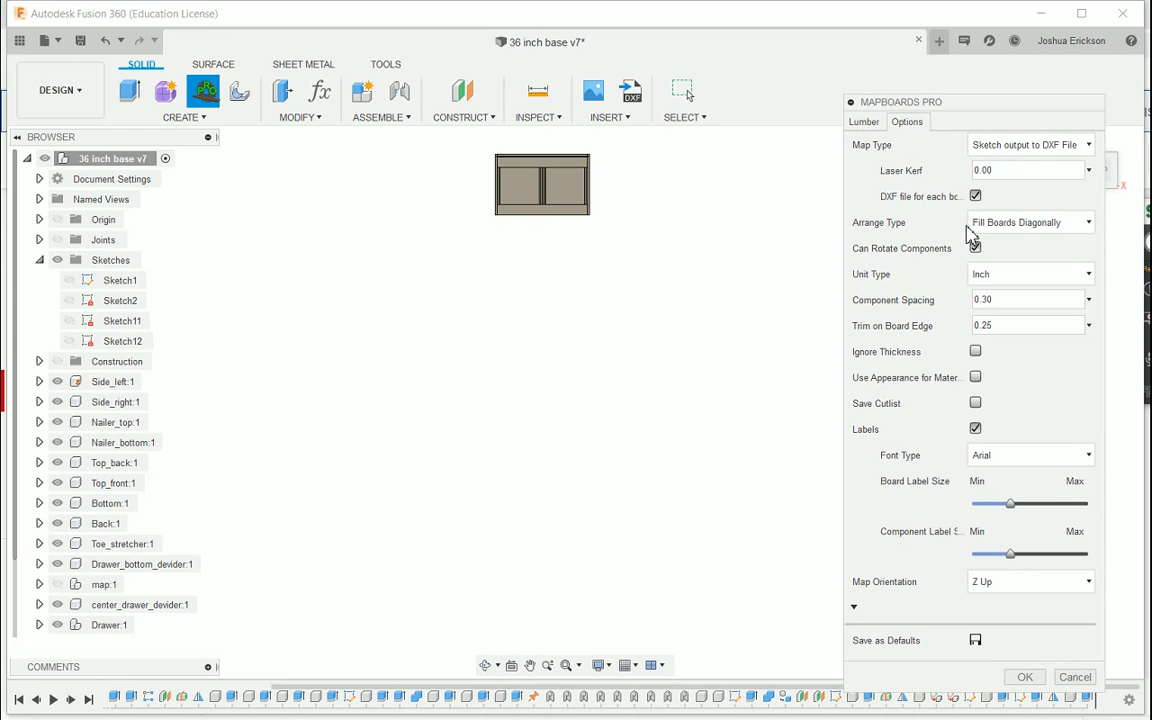 Autodesk Fusion 360 (Education License)
36 inch base v7*
Joshua Erickson
SOLID SURFACE SHEET METAL TOOLS
DESIGN
CREATE MODIFY ASSEMBLE CONSTRUCT INSPECT INSERT SELECT
BROWSER
36 inch base v7
Document Settings
Named Views
Origin
Joints
Sketches
Sketch1
Sketch2
Sketch11
Sketch12
Construction
Side_left:1
Side_right:1
Nailer_top:1
Nailer_bottom:1
Top_back:1
Top_front:1
Bottom:1
Back:1
Toe_stretcher:1
Drawer_bottom_devider:1
map:1
center_drawer_devider:1
Drawer:1
COMMENTS
MAPBOARDS PRO
Lumber Options
Map Type Sketch output to DXF File
Laser Kerf 0.00
DXF file for each bc...
Arrange Type Fill Boards Diagonally
Can Rotate Components
Unit Type Inch
Component Spacing 0.30
Trim on Board Edge 0.25
Ignore Thickness
Use Appearance for Mater...
Save Cutlist
Labels
Font Type Arial
Board Label Size Min Max
Component Label S... Min Max
Map Orientation Z Up
Save as Defaults
OK Cancel
X